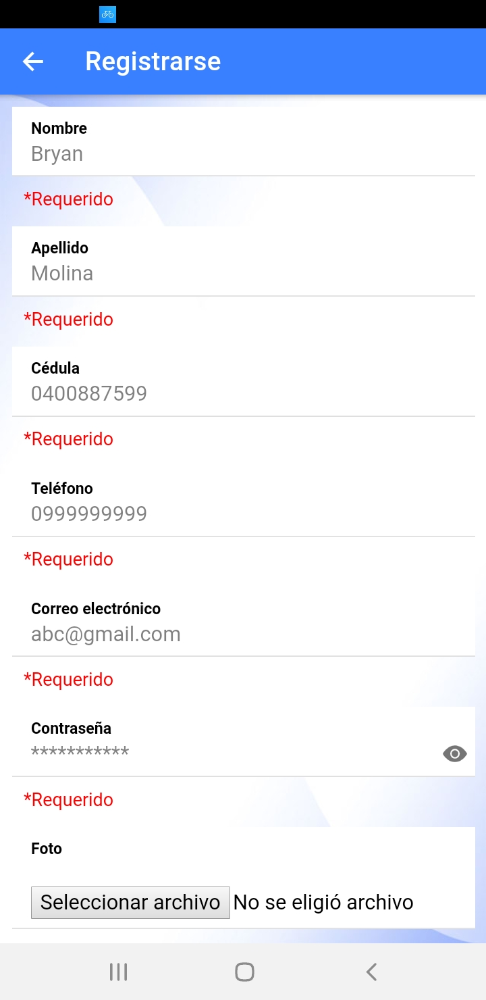 Registrarse
Nombre
Bryan
*Requerido
Apellido
Molina
*Requerido
Cédula
0400887599
*Requerido
Teléfono
0999999999
*Requerido
Correo electrónico
abc@gmail.com
*Requerido
Contraseña
***********
*Requerido
Foto
Seleccionar archivo No se eligió archivo